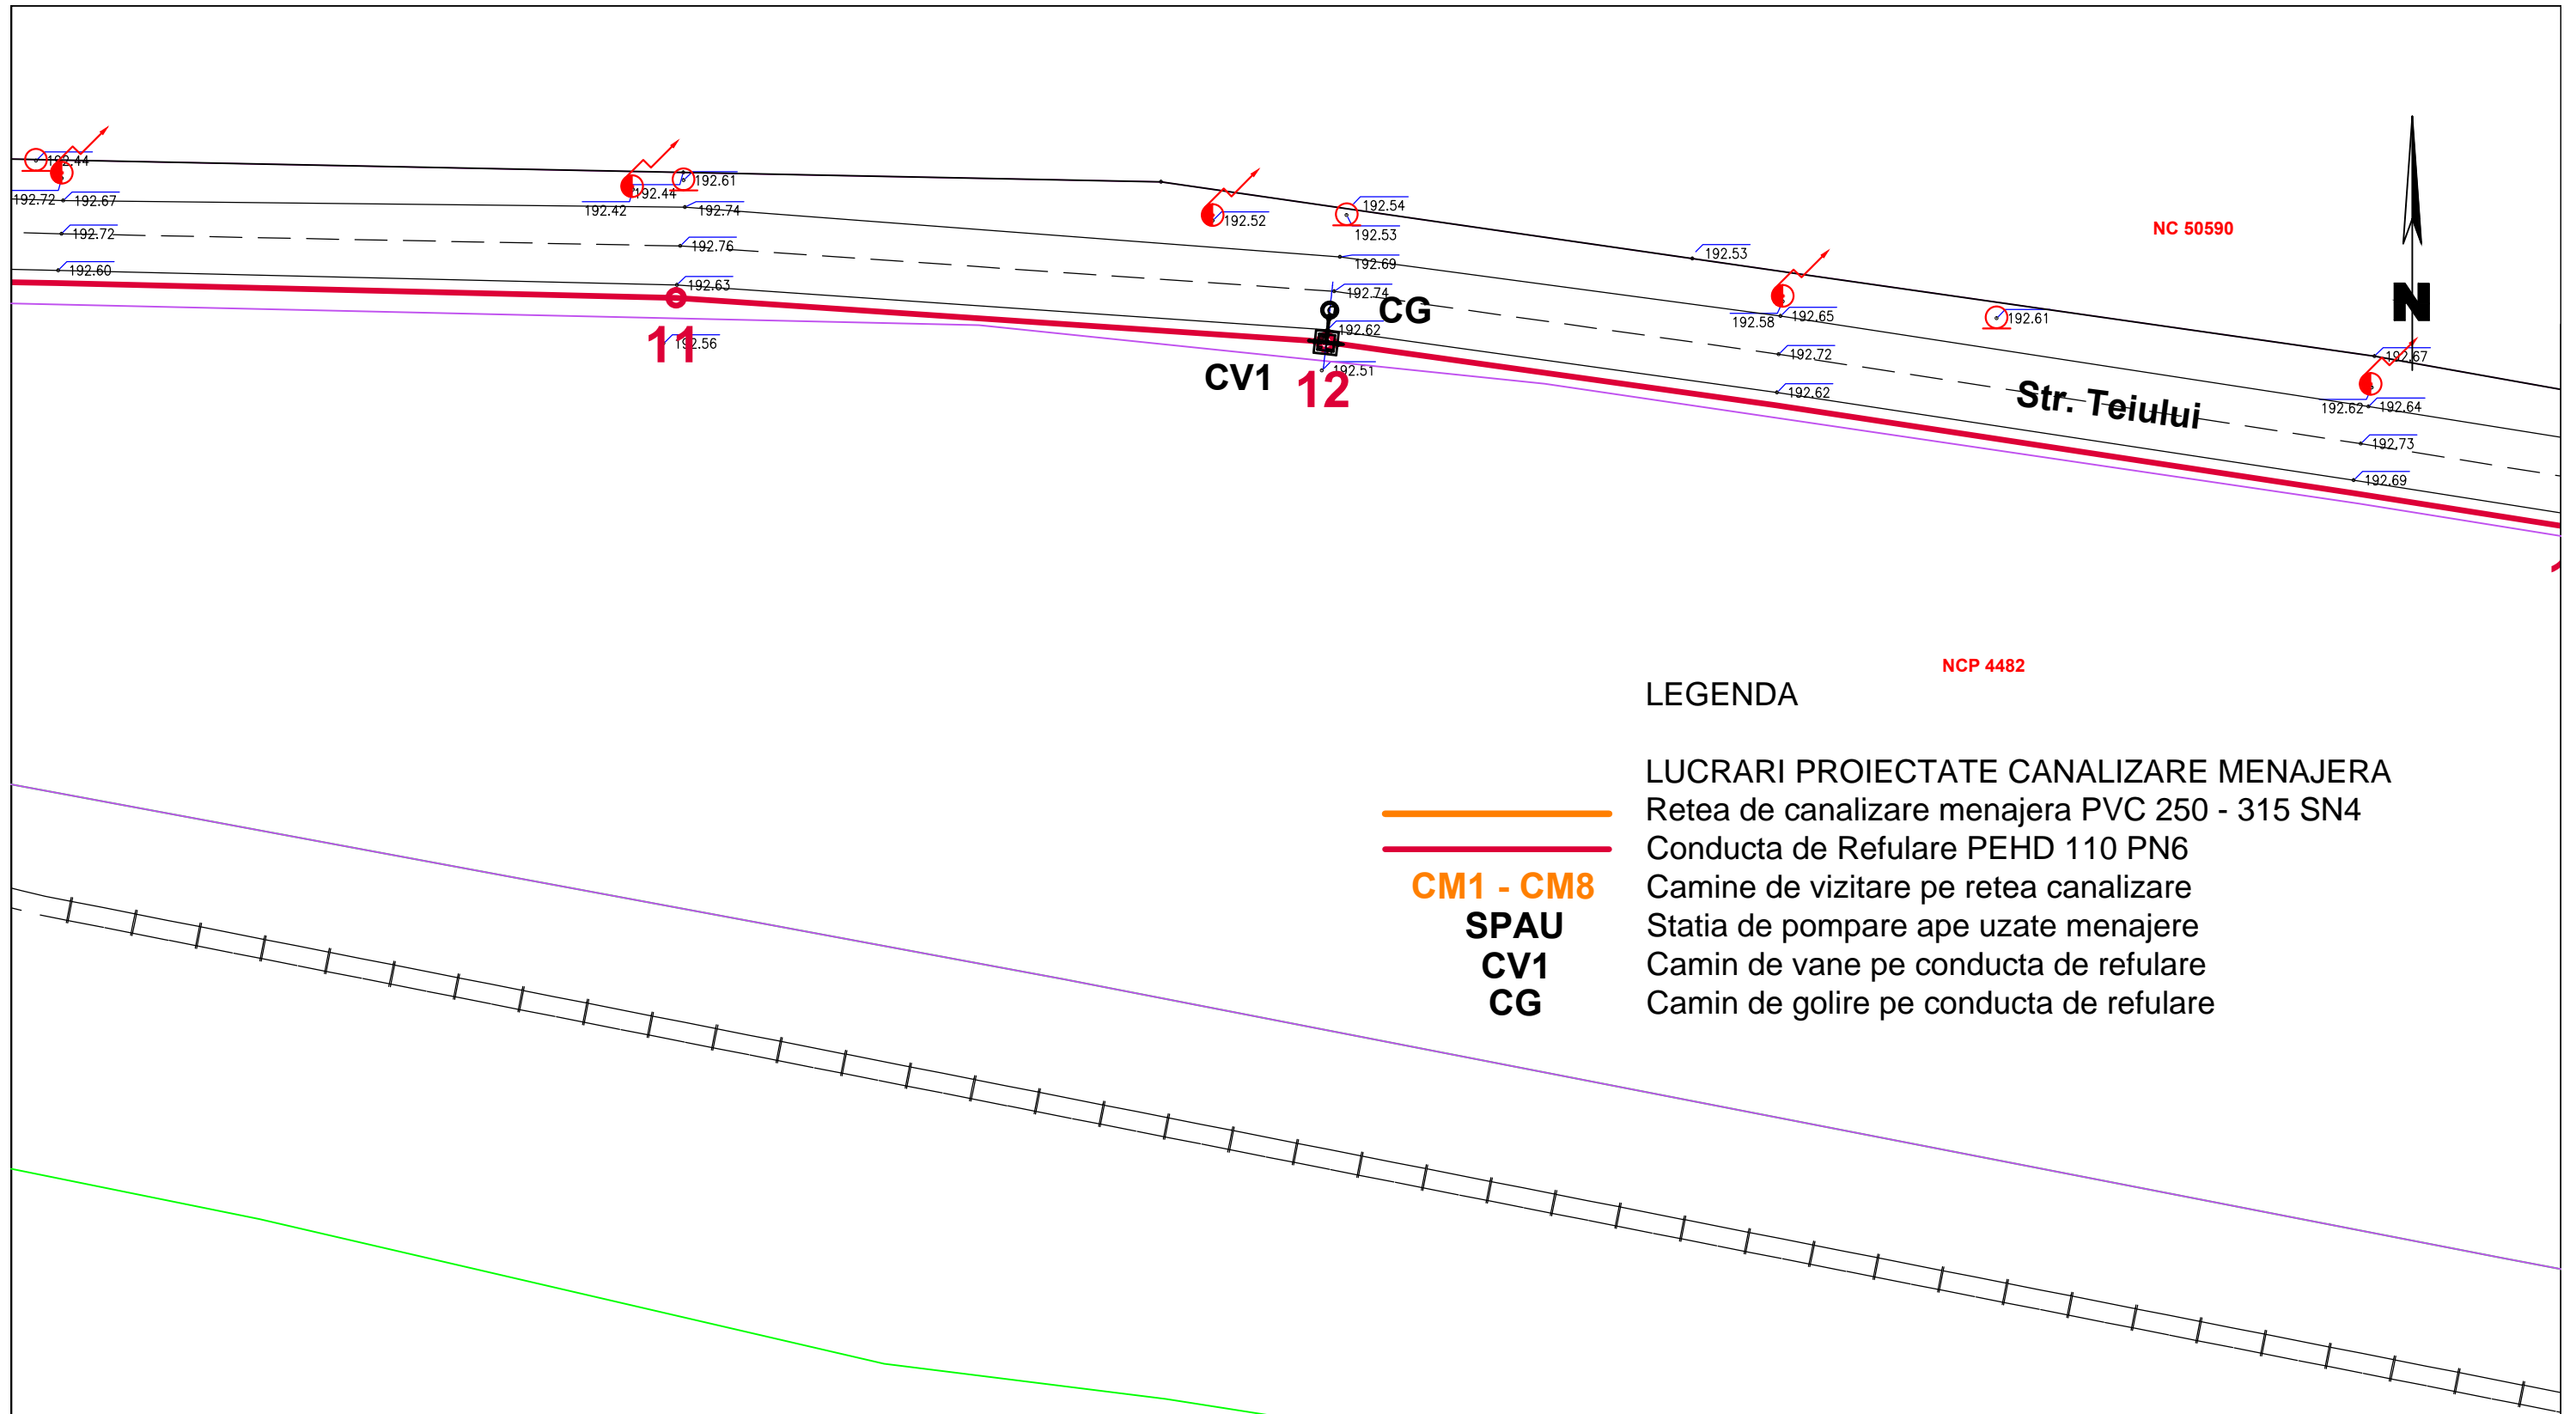 192.44
192.72
192.67
192.72
192.60
192.44
192.61
192.42
192.74
192.76
192.63
11
192.56
192.52
192.54
192.53
192.69
192.74
CG
192.62
CV1
12
192.51
192.53
NC 50590
N
192.58
192.65
192.61
192.72
192.62
Str. Teiului
192.67
192.62
192.64
192.73
192.69
NCP 4482
LEGENDA
LUCRARI PROIECTATE CANALIZARE MENAJERA
Retea de canalizare menajera PVC 250 - 315 SN4
Conducta de Refulare PEHD 110 PN6
CM1 - CM8 Camine de vizitare pe retea canalizare
SPAU Statia de pompare ape uzate menajere
CV1 Camin de vane pe conducta de refulare
CG Camin de golire pe conducta de refulare